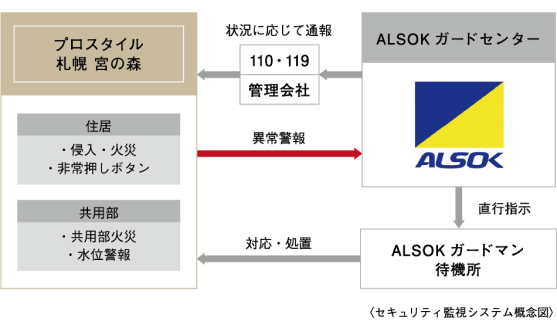 プロスタイル
札幌 宮の森
住居
・侵入・火災
・非常押しボタン
共用部
・共用部火災
・水位警報
状況に応じて通報
110・119
管理会社
異常警報
対応・処置
ALSOK ガードセンター
ALSOK
直行指示
ALSOK ガードマン
待機所
〈セキュリティ監視システム概念図〉